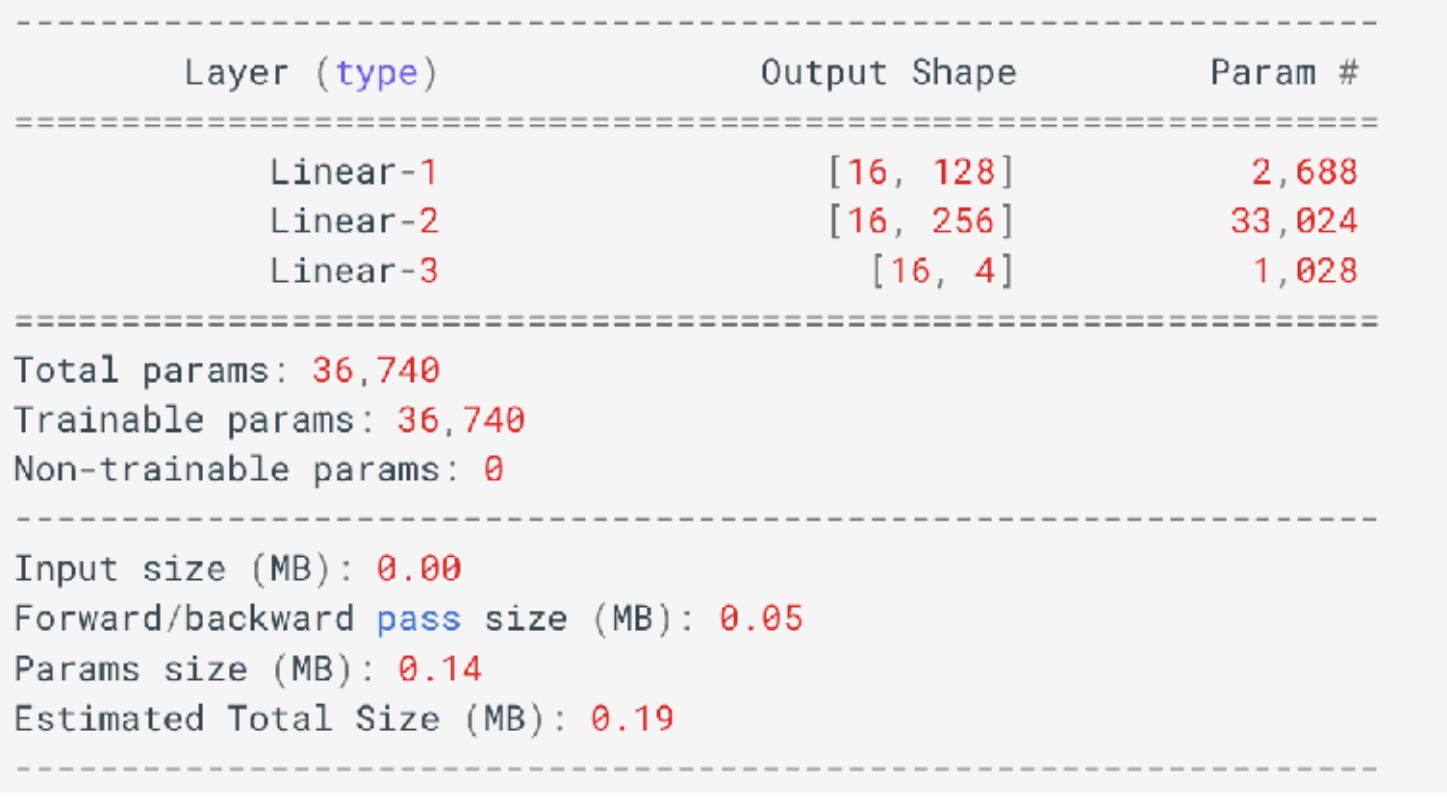 ----------------------------------------------------------------
Layer (type) Output Shape Param #
================================================================
Linear-1 [16, 128] 2,688
Linear-2 [16, 256] 33,024
Linear-3 [16, 4] 1,028
================================================================
Total params: 36,740
Trainable params: 36,740
Non-trainable params: 0
----------------------------------------------------------------
Input size (MB): 0.00
Forward/backward pass size (MB): 0.05
Params size (MB): 0.14
Estimated Total Size (MB): 0.19
----------------------------------------------------------------